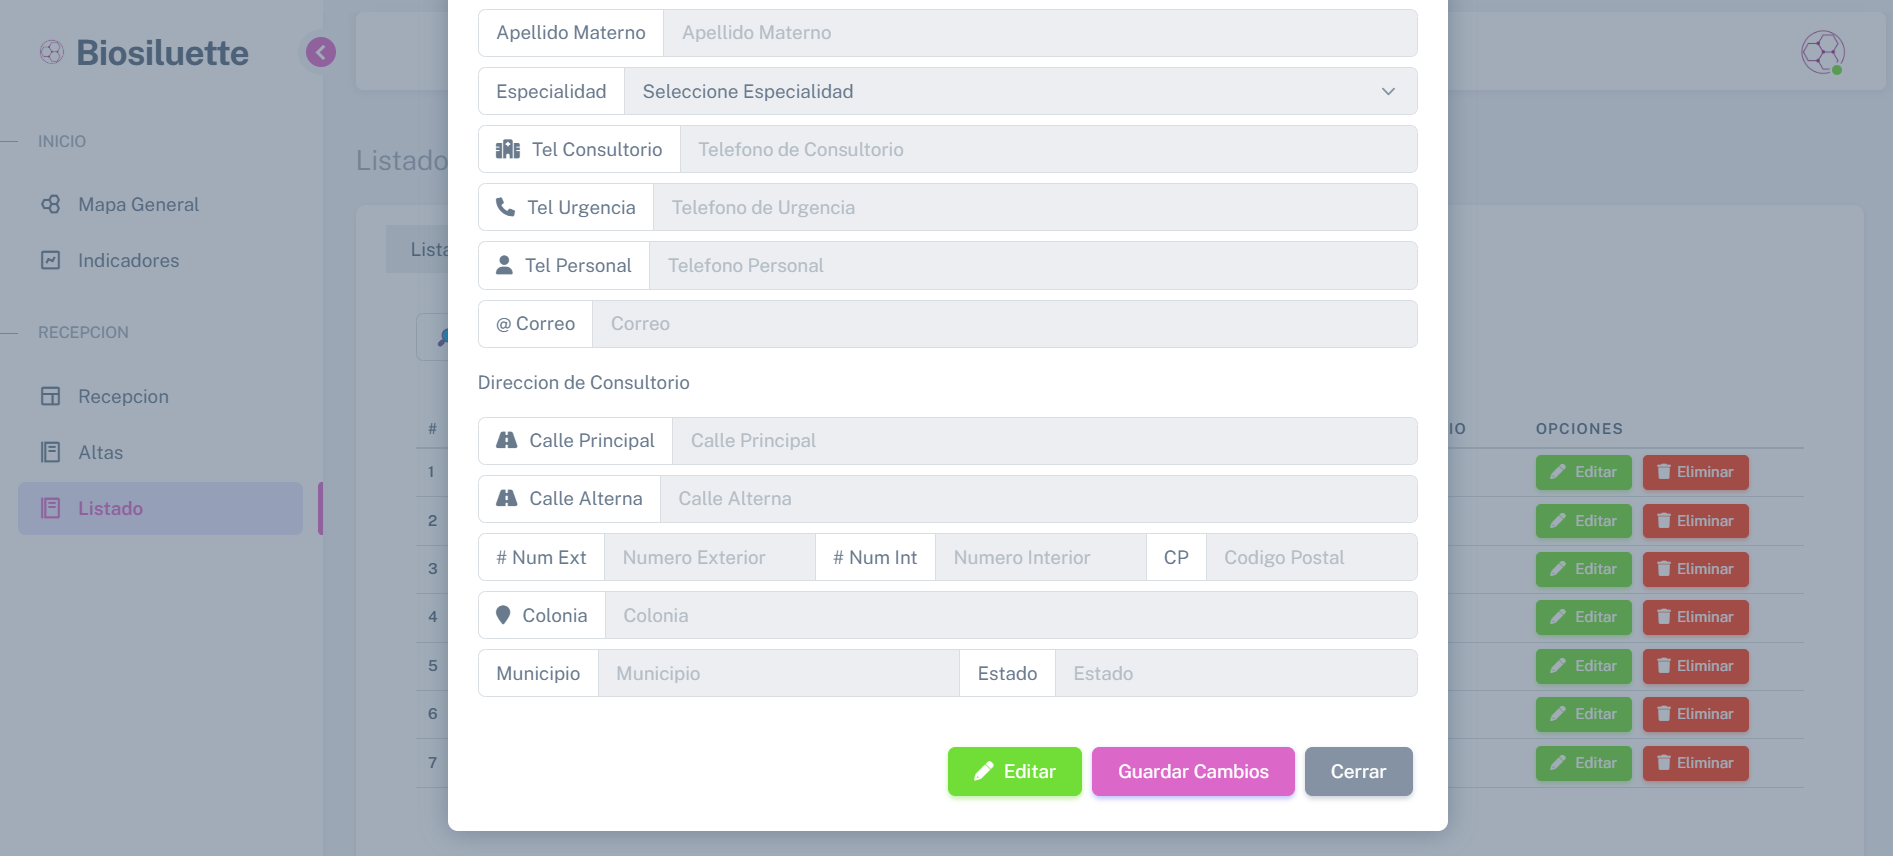 Biosiluette
INICIO
Mapa General
Indicadores
RECEPCION
Recepcion
Altas
Listado
Listado
Lista
#
1
2
3
4
5
6
7
Apellido Materno Apellido Materno
Especialidad Seleccione Especialidad
Tel Consultorio Telefono de Consultorio
Tel Urgencia Telefono de Urgencia
Tel Personal Telefono Personal
@ Correo Correo
Direccion de Consultorio
Calle Principal Calle Principal
Calle Alterna Calle Alterna
# Num Ext Numero Exterior # Num Int Numero Interior CP Codigo Postal
Colonia Colonia
Municipio Municipio Estado Estado
Editar Guardar Cambios Cerrar
IO OPCIONES
Editar Eliminar
Editar Eliminar
Editar Eliminar
Editar Eliminar
Editar Eliminar
Editar Eliminar
Editar Eliminar